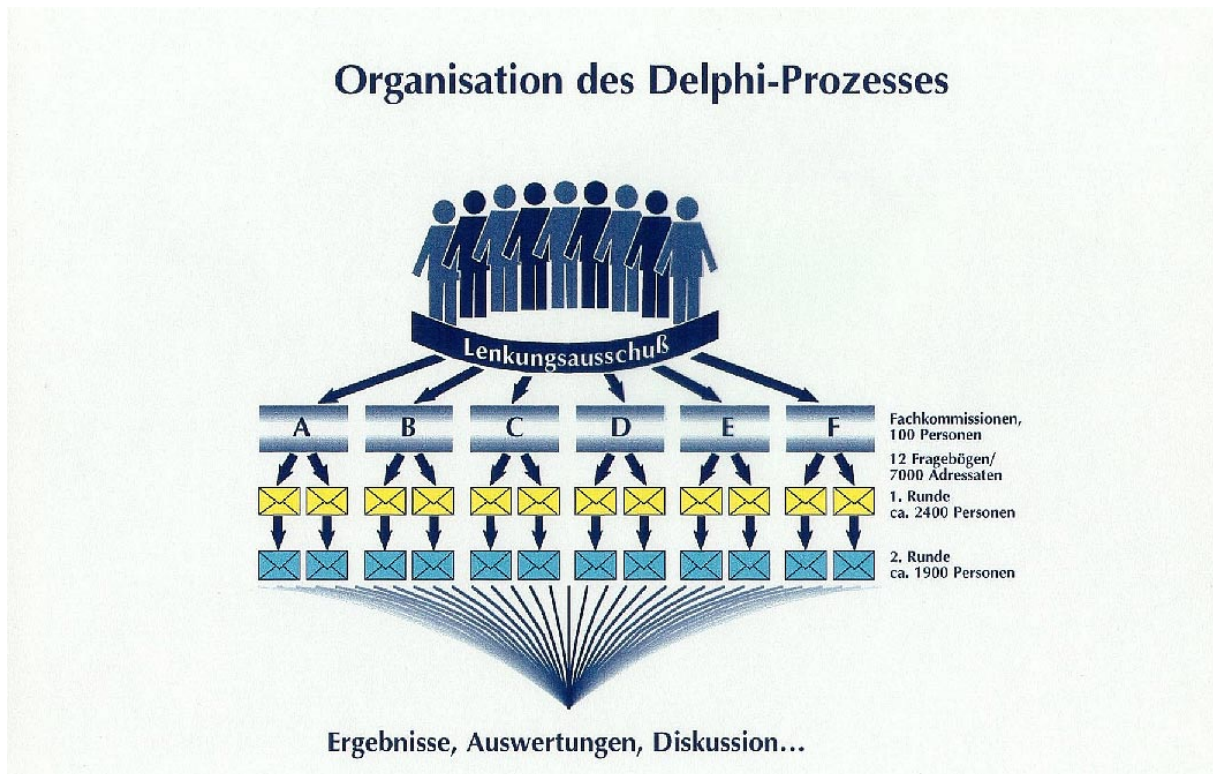 Organisation des Delphi-Prozesses
Lenkungsausschuß
A B C D E F
Fachkommissionen,
100 Personen
12 Fragebögen/
7000 Adressaten
1. Runde
ca. 2400 Personen
2. Runde
ca. 1900 Personen
Ergebnisse, Auswertungen, Diskussion...